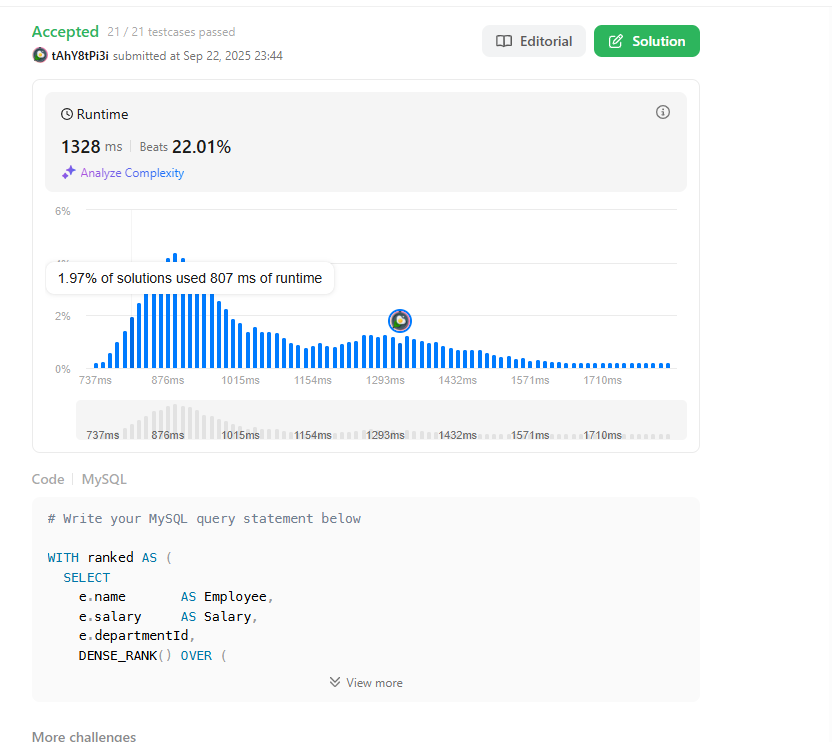 Accepted 21 / 21 testcases passed
tAhY8tPi3i submitted at Sep 22, 2025 23:44
Editorial
Solution
Runtime
1328 ms | Beats 22.01%
Analyze Complexity
6%
1.97% of solutions used 807 ms of runtime
2%
0%
737ms 876ms 1015ms 1154ms 1293ms 1432ms 1571ms 1710ms
737ms 876ms 1015ms 1154ms 1293ms 1432ms 1571ms 1710ms
Code | MySQL
# Write your MySQL query statement below
WITH ranked AS (
SELECT
e.name AS Employee,
e.salary AS Salary,
e.departmentId,
DENSE_RANK() OVER (
View more
More challenges